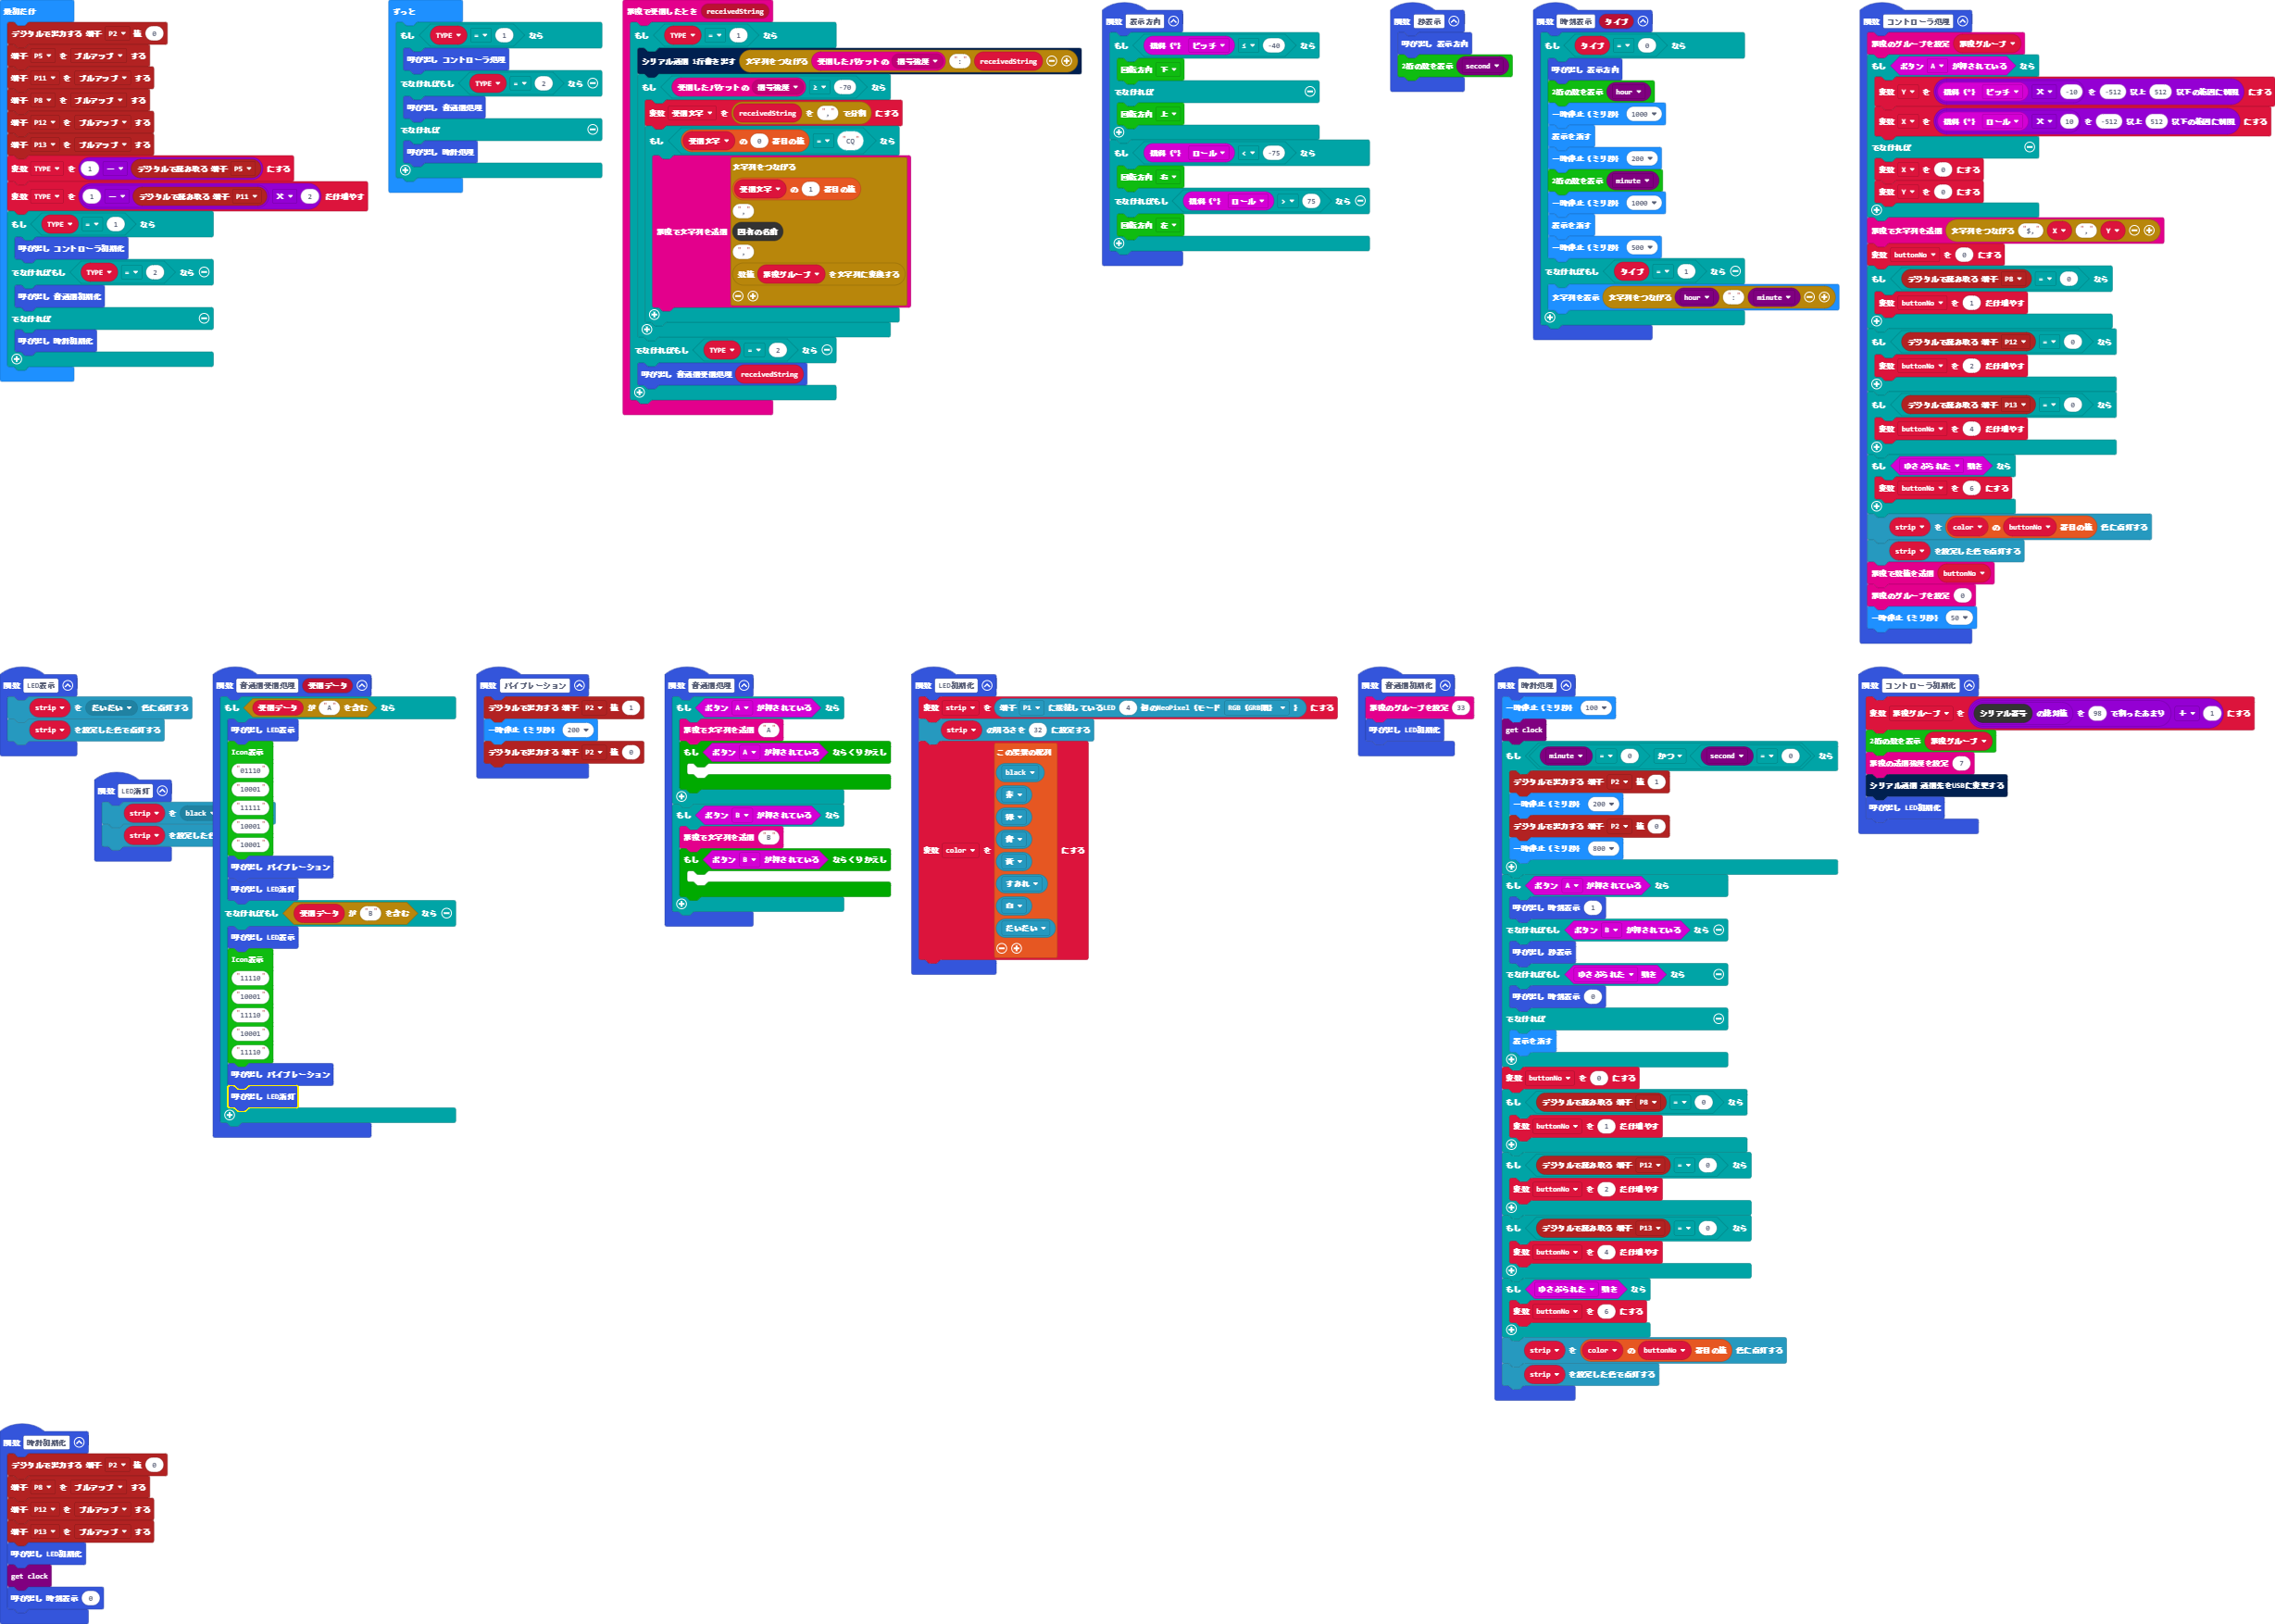 最初だけ
デジタルで出力する 端子 P2 値 0
端子 P5 を プルアップ する
端子 P11 を プルアップ する
端子 P8 を プルアップ する
端子 P12 を プルアップ する
端子 P13 を プルアップ する
変数 TYPE を 1 - デジタルで読み取る 端子 P5 にする
変数 TYPE を 1 - デジタルで読み取る 端子 P11 × 2 だけ増やす
もし TYPE = 1 なら
呼び出し コントローラ初期化
でなければもし TYPE = 2 なら
呼び出し 普通信初期化
でなければ
呼び出し 時計初期化
ずっと
もし TYPE = 1 なら
呼び出し コントローラ処理
でなければもし TYPE = 2 なら
呼び出し 普通信処理
でなければ
呼び出し 時計処理
無線で受信したとき receivedString
もし TYPE = 1 なら
シリアル通信 1行書き出す 文字列をつなげる 受信したパケットの 信号強度 ":" receivedString
もし 受信したパケットの 信号強度 ≥ -70 なら
変数 受信文字 を receivedString を "," で分割 にする
もし 受信文字 の 0 番目の値 = "CQ" なら
無線で文字列を送信
文字列をつなげる
受信文字 の 1 番目の値
","
固有の名前
","
数値 無線グループ を文字列に変換する
でなければもし TYPE = 2 なら
呼び出し 普通信受信処理 receivedString
関数 表示方向
もし 傾斜(°) ピッチ ≤ -40 なら
回転方向 下
でなければ
回転方向 上
もし 傾斜(°) ロール < -75 なら
回転方向 右
でなければもし 傾斜(°) ロール > 75 なら
回転方向 左
関数 秒表示
呼び出し 表示方向
2桁の数を表示 second
関数 時刻表示 タイプ
もし タイプ = 0 なら
呼び出し 表示方向
2桁の数を表示 hour
一時停止(ミリ秒) 1000
表示を消す
一時停止(ミリ秒) 200
2桁の数を表示 minute
一時停止(ミリ秒) 1000
表示を消す
一時停止(ミリ秒) 500
でなければもし タイプ = 1 なら
文字列を表示 文字列をつなげる hour ":" minute
関数 コントローラ処理
無線のグループを設定 無線グループ
もし ボタン A が押されている なら
変数 Y を 傾斜(°) ピッチ × -10 を -512 以上 512 以下の範囲に制限 にする
変数 X を 傾斜(°) ロール × 10 を -512 以上 512 以下の範囲に制限 にする
でなければ
変数 X を 0 にする
変数 Y を 0 にする
無線で文字列を送信 文字列をつなげる "S," X "," Y
変数 buttonNo を 0 にする
もし デジタルで読み取る 端子 P8 = 0 なら
変数 buttonNo を 1 だけ増やす
もし デジタルで読み取る 端子 P12 = 0 なら
変数 buttonNo を 2 だけ増やす
もし デジタルで読み取る 端子 P13 = 0 なら
変数 buttonNo を 4 だけ増やす
もし ゆさぶられた 動き なら
変数 buttonNo を 6 にする
strip を color の buttonNo 番目の値 色に点灯する
strip を設定した色で点灯する
無線で数値を送信 buttonNo
無線のグループを設定 0
一時停止(ミリ秒) 50
関数 LED表示
strip を だいだい 色に点灯する
strip を設定した色で点灯する
関数 LED消灯
strip を black
strip を設定した色
関数 普通信受信処理 受信データ
もし 受信データ が "A" を含む なら
呼び出し LED表示
Icon表示
"01110"
"10001"
"11111"
"10001"
"10001"
呼び出し バイブレーション
呼び出し LED消灯
でなければもし 受信データ が "B" を含む なら
呼び出し LED表示
Icon表示
"11110"
"10001"
"11110"
"10001"
"11110"
呼び出し バイブレーション
呼び出し LED消灯
関数 バイブレーション
デジタルで出力する 端子 P2 値 1
一時停止(ミリ秒) 200
デジタルで出力する 端子 P2 値 0
関数 普通信処理
もし ボタン A が押されている なら
無線で文字列を送信 "A"
もし ボタン A が押されている ならくりかえし
もし ボタン B が押されている なら
無線で文字列を送信 "B"
もし ボタン B が押されている ならくりかえし
関数 LED初期化
変数 strip を 端子 P1 に接続しているLED 4 個のNeoPixel(モード RGB(GRB順) ) にする
strip の明るさを 32 に設定する
変数 color を この要素の配列 にする
black
赤
緑
青
黄
すみれ
白
だいだい
関数 普通信初期化
無線のグループを設定 33
呼び出し LED初期化
関数 時計処理
一時停止(ミリ秒) 100
get clock
もし minute = 0 かつ second = 0 なら
デジタルで出力する 端子 P2 値 1
一時停止(ミリ秒) 200
デジタルで出力する 端子 P2 値 0
一時停止(ミリ秒) 800
もし ボタン A が押されている なら
呼び出し 時刻表示 1
でなければもし ボタン B が押されている なら
呼び出し 秒表示
でなければもし ゆさぶられた 動き なら
呼び出し 時刻表示 0
でなければ
表示を消す
変数 buttonNo を 0 にする
もし デジタルで読み取る 端子 P8 = 0 なら
変数 buttonNo を 1 だけ増やす
もし デジタルで読み取る 端子 P12 = 0 なら
変数 buttonNo を 2 だけ増やす
もし デジタルで読み取る 端子 P13 = 0 なら
変数 buttonNo を 4 だけ増やす
もし ゆさぶられた 動き なら
変数 buttonNo を 6 にする
strip を color の buttonNo 番目の値 色に点灯する
strip を設定した色で点灯する
関数 コントローラ初期化
変数 無線グループ を シリアル番号 の絶対値 を 98 で割ったあまり + 1 にする
2桁の数を表示 無線グループ
無線の送信強度を設定 7
シリアル通信 通信先をUSBに変更する
呼び出し LED初期化
関数 時計初期化
デジタルで出力する 端子 P2 値 0
端子 P8 を プルアップ する
端子 P12 を プルアップ する
端子 P13 を プルアップ する
呼び出し LED初期化
get clock
呼び出し 時刻表示 0